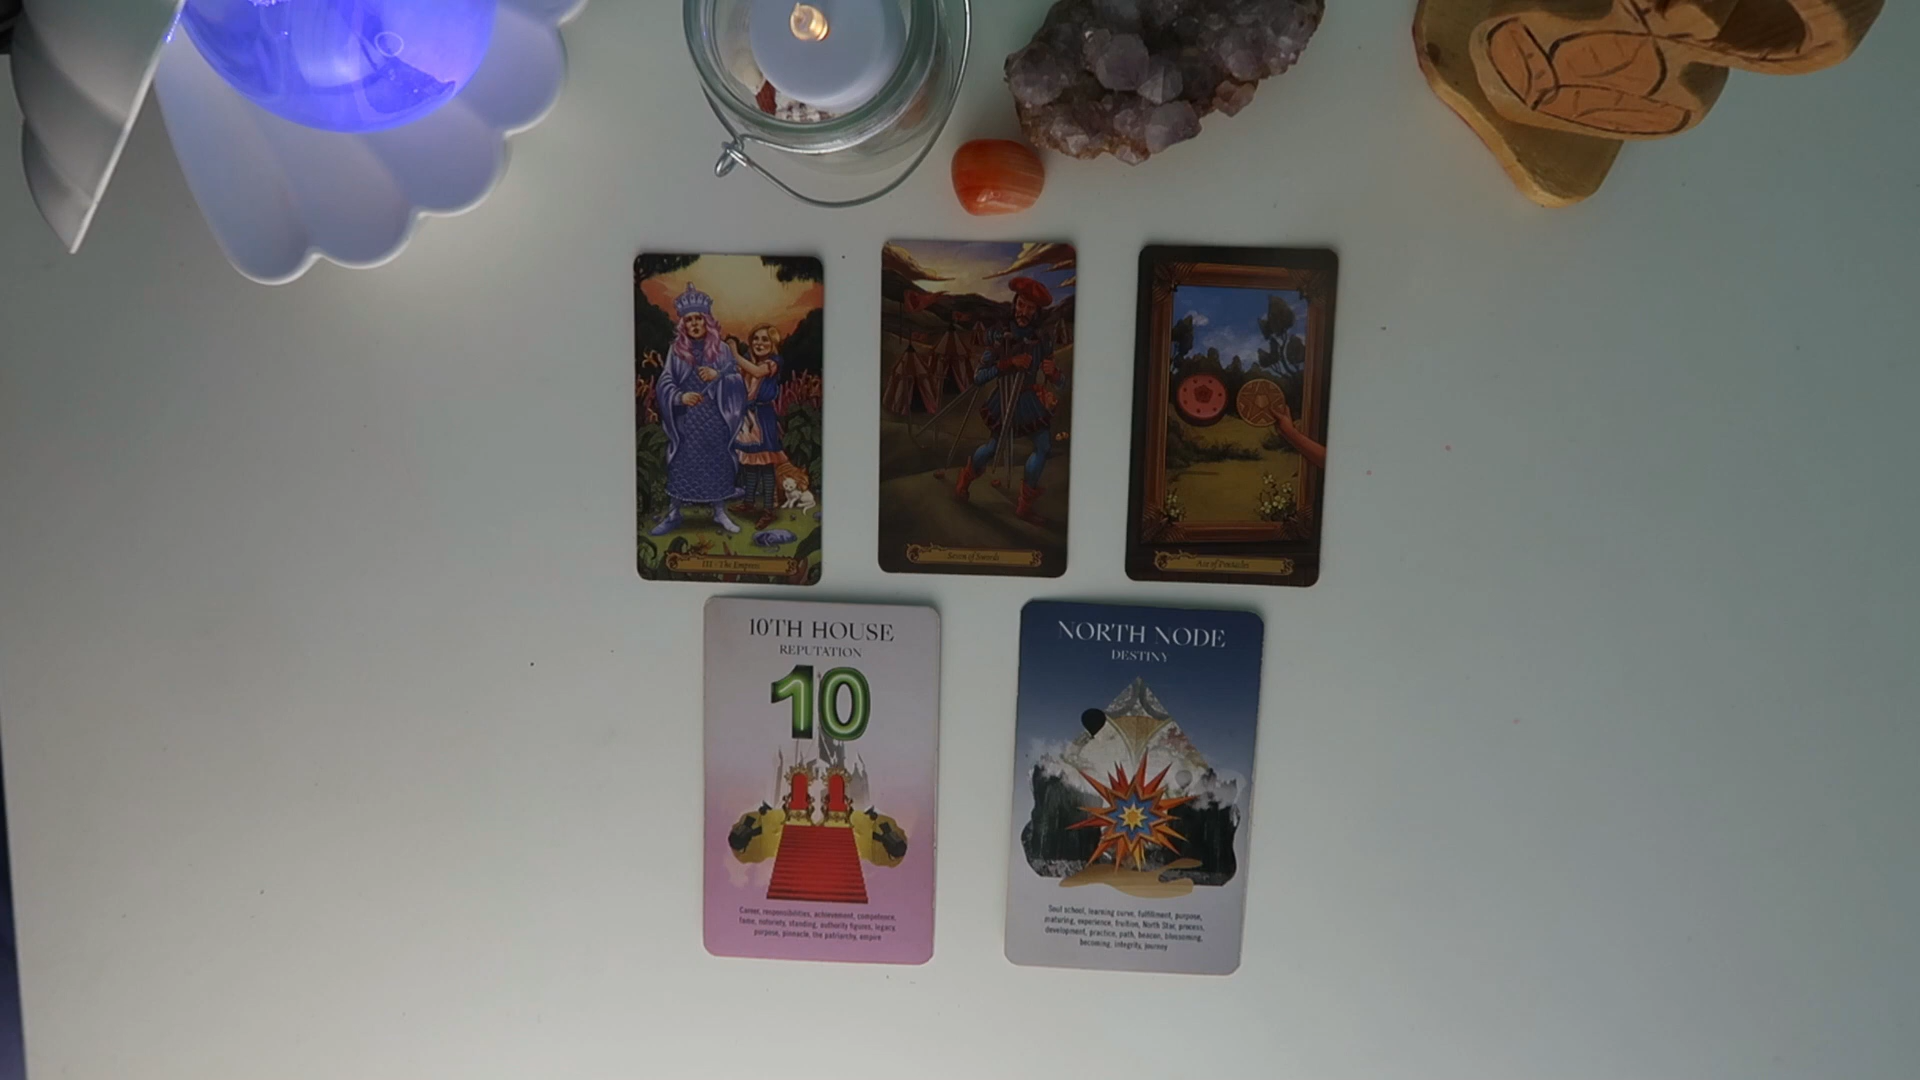 III - The Empress
Seven of Swords
Ace of Pentacles
10TH HOUSE
REPUTATION
10
Career, responsibilities, achievement, competence,
fame, notoriety, standing, authority figures, legacy,
purpose, pinnacle, the patriarchy, empire
NORTH NODE
DESTINY
Soul school, learning curve, fulfillment, purpose,
maturing, experience, fruition, North Star, process,
development, practice, path, beacon, blossoming,
becoming, integrity, journey